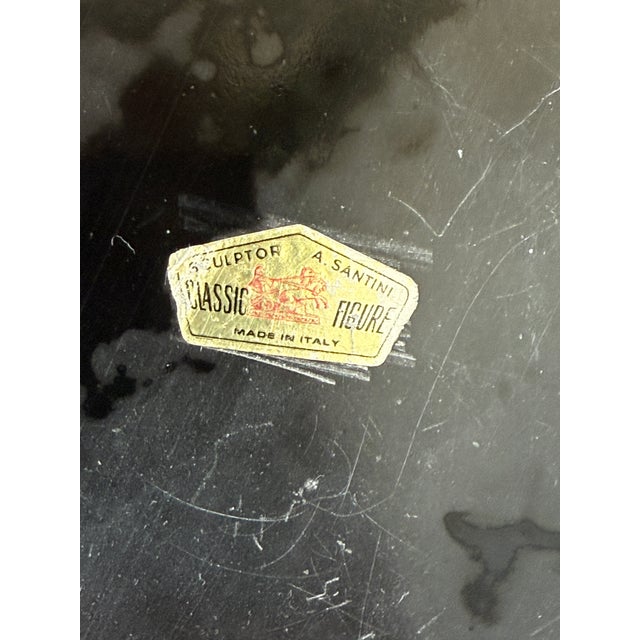 SCULPTOR A. SANTINI
CLASSIC FIGURE
MADE IN ITALY